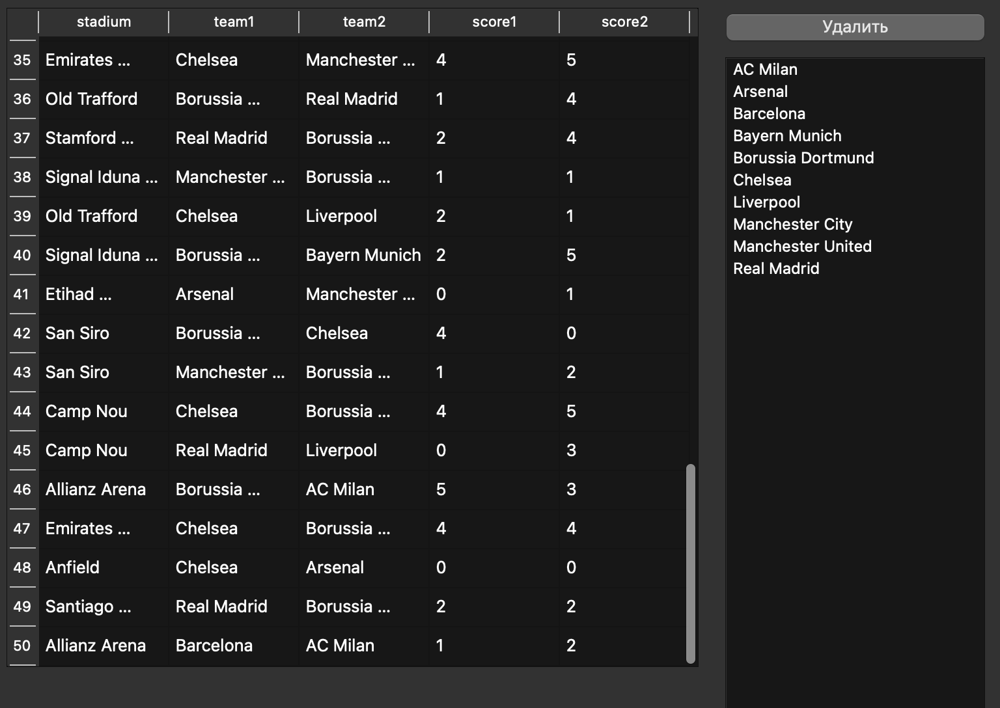 stadium team1 team2 score1 score2
35 Emirates ... Chelsea Manchester ... 4 5
36 Old Trafford Borussia ... Real Madrid 1 4
37 Stamford ... Real Madrid Borussia ... 2 4
38 Signal Iduna ... Manchester ... Borussia ... 1 1
39 Old Trafford Chelsea Liverpool 2 1
40 Signal Iduna ... Borussia ... Bayern Munich 2 5
41 Etihad ... Arsenal Manchester ... 0 1
42 San Siro Borussia ... Chelsea 4 0
43 San Siro Manchester ... Borussia ... 1 2
44 Camp Nou Chelsea Borussia ... 4 5
45 Camp Nou Real Madrid Liverpool 0 3
46 Allianz Arena Borussia ... AC Milan 5 3
47 Emirates ... Chelsea Borussia ... 4 4
48 Anfield Chelsea Arsenal 0 0
49 Santiago ... Real Madrid Borussia ... 2 2
50 Allianz Arena Barcelona AC Milan 1 2
Удалить
AC Milan
Arsenal
Barcelona
Bayern Munich
Borussia Dortmund
Chelsea
Liverpool
Manchester City
Manchester United
Real Madrid